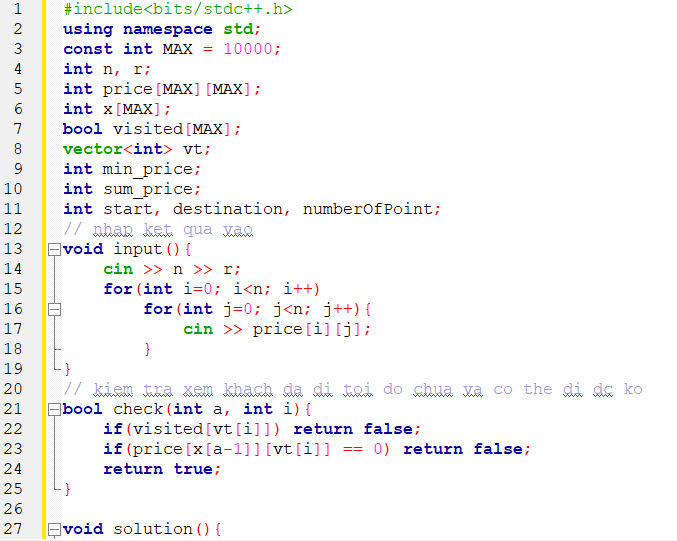 1 #include<bits/stdc++.h>
2 using namespace std;
3 const int MAX = 10000;
4 int n, r;
5 int price[MAX][MAX];
6 int x[MAX];
7 bool visited[MAX];
8 vector<int> vt;
9 int min_price;
10 int sum_price;
11 int start, destination, numberOfPoint;
12 // nhap ket qua vao
13 void input(){
14     cin >> n >> r;
15     for(int i=0; i<n; i++)
16         for(int j=0; j<n; j++){
17             cin >> price[i][j];
18         }
19 }
20 // kiem tra xem khach da di toi do chua va co the di dc ko
21 bool check(int a, int i){
22     if(visited[vt[i]]) return false;
23     if(price[x[a-1]][vt[i]] == 0) return false;
24     return true;
25 }
26
27 void solution(){